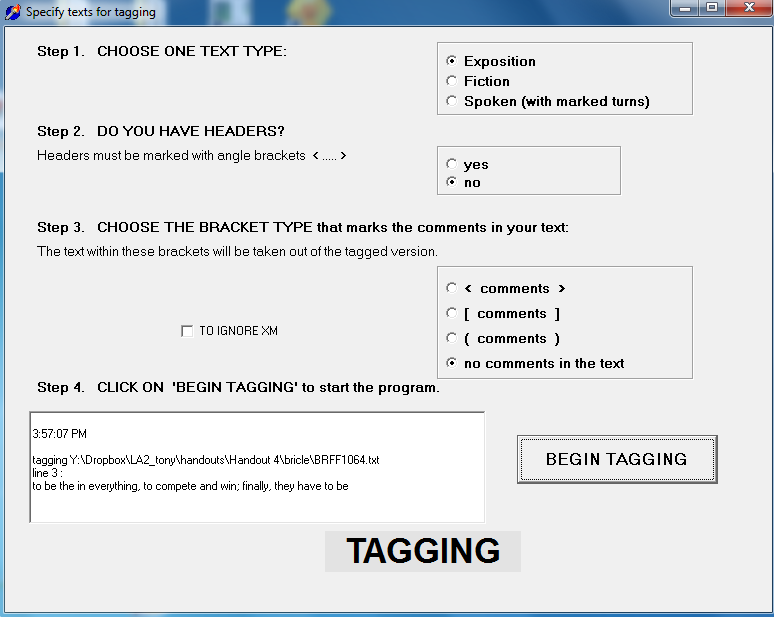 Specify texts for tagging
Step 1. CHOOSE ONE TEXT TYPE:
Exposition
Fiction
Spoken (with marked turns)
Step 2. DO YOU HAVE HEADERS?
Headers must be marked with angle brackets < ..... >
yes
no
Step 3. CHOOSE THE BRACKET TYPE that marks the comments in your text:
The text within these brackets will be taken out of the tagged version.
< comments >
[ comments ]
( comments )
no comments in the text
TO IGNORE XM
Step 4. CLICK ON 'BEGIN TAGGING' to start the program.
3:57:07 PM
tagging Y:\Dropbox\LA2_tony\handouts\Handout 4\bricle\BRFF1064.txt
line 3 :
to be the in everything, to compete and win; finally, they have to be
BEGIN TAGGING
TAGGING